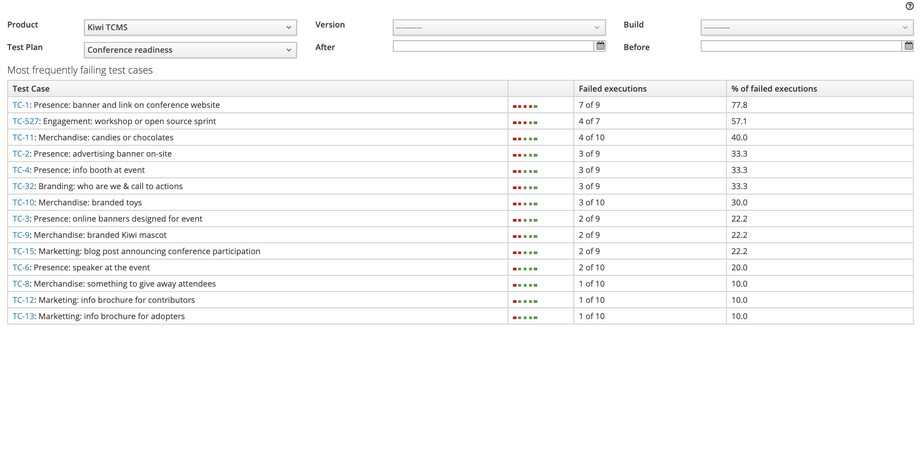 Product Kiwi TCMS Version ---------- Build ----------
Test Plan Conference readiness After Before
Most frequently failing test cases
Test Case Failed executions % of failed executions
TC-1: Presence: banner and link on conference website 7 of 9 77.8
TC-527: Engagement: workshop or open source sprint 4 of 7 57.1
TC-11: Merchandise: candies or chocolates 4 of 10 40.0
TC-2: Presence: advertising banner on-site 3 of 9 33.3
TC-4: Presence: info booth at event 3 of 9 33.3
TC-32: Branding: who are we & call to actions 3 of 9 33.3
TC-10: Merchandise: branded toys 3 of 10 30.0
TC-3: Presence: online banners designed for event 2 of 9 22.2
TC-9: Merchandise: branded Kiwi mascot 2 of 9 22.2
TC-15: Marketting: blog post announcing conference participation 2 of 9 22.2
TC-6: Presence: speaker at the event 2 of 10 20.0
TC-8: Merchandise: something to give away attendees 1 of 10 10.0
TC-12: Marketing: info brochure for contributors 1 of 10 10.0
TC-13: Marketting: info brochure for adopters 1 of 10 10.0